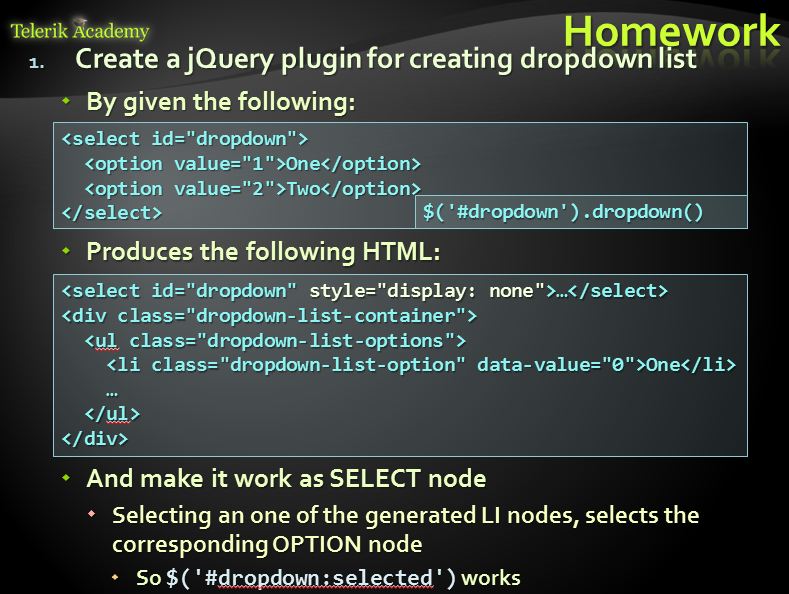 Telerik Academy
Homework
1. Create a jQuery plugin for creating dropdown list
By given the following:
<select id="dropdown">
<option value="1">One</option>
<option value="2">Two</option>
</select>
$('#dropdown').dropdown()
Produces the following HTML:
<select id="dropdown" style="display: none">…</select>
<div class="dropdown-list-container">
<ul class="dropdown-list-options">
<li class="dropdown-list-option" data-value="0">One</li>
…
</ul>
</div>
And make it work as SELECT node
Selecting an one of the generated LI nodes, selects the
corresponding OPTION node
So $('#dropdown:selected') works